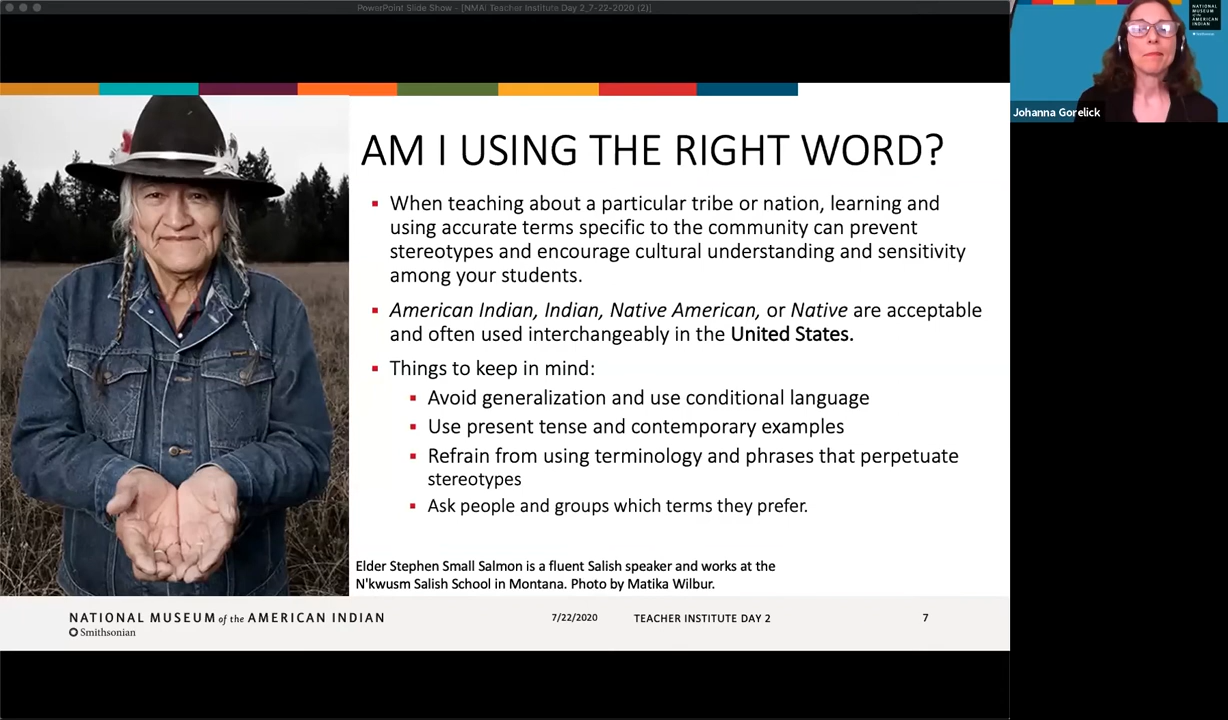 PowerPoint Slide Show - [NMAI Teacher Institute Day 2_7-22-2020 (2)]
NATIONAL
MUSEUM
of the
AMERICAN
INDIAN
Smithsonian
Johanna Gorelick
AM I USING THE RIGHT WORD?
▪ When teaching about a particular tribe or nation, learning and
using accurate terms specific to the community can prevent
stereotypes and encourage cultural understanding and sensitivity
among your students.
▪ American Indian, Indian, Native American, or Native are acceptable
and often used interchangeably in the United States.
▪ Things to keep in mind:
▪ Avoid generalization and use conditional language
▪ Use present tense and contemporary examples
▪ Refrain from using terminology and phrases that perpetuate
stereotypes
▪ Ask people and groups which terms they prefer.
Elder Stephen Small Salmon is a fluent Salish speaker and works at the
N'kwusm Salish School in Montana. Photo by Matika Wilbur.
NATIONAL MUSEUM of the AMERICAN INDIAN
Smithsonian
7/22/2020
TEACHER INSTITUTE DAY 2
7